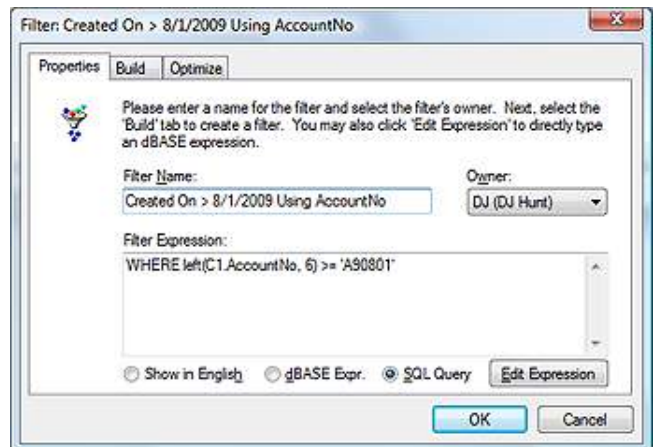 Filter: Created On > 8/1/2009 Using AccountNo
Properties Build Optimize
Please enter a name for the filter and select the filter's owner. Next, select the
'Build' tab to create a filter. You may also click 'Edit Expression' to directly type
an dBASE expression.
Filter Name: Owner:
Created On > 8/1/2009 Using AccountNo DJ (DJ Hunt)
Filter Expression:
WHERE left(C1.AccountNo, 6) >= 'A90801'
Show in English dBASE Expr. SQL Query Edit Expression
OK Cancel